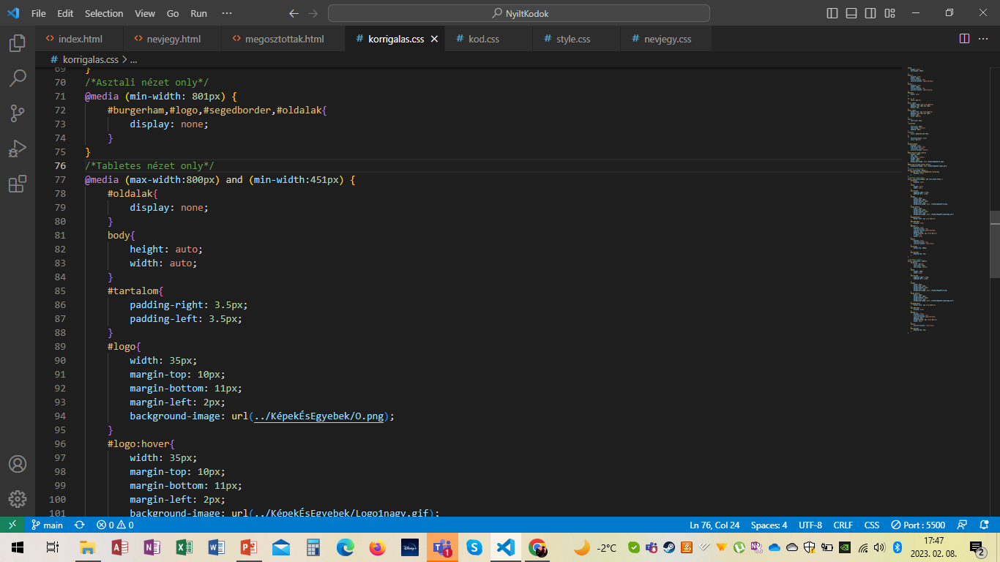 File Edit Selection View Go Run ··· NyiltKodok
index.html nevjegy.html megosztottak.html korrigalas.css kod.css style.css nevjegy.css
korrigalas.css > ...
69 }
70 /*Asztali nézet only*/
71 @media (min-width: 801px) {
72 #burgerham,#logo,#segedborder,#oldalak{
73 display: none;
74 }
75 }
76 /*Tabletes nézet only*/
77 @media (max-width:800px) and (min-width:451px) {
78 #oldalak{
79 display: none;
80 }
81 body{
82 height: auto;
83 width: auto;
84 }
85 #tartalom{
86 padding-right: 3.5px;
87 padding-left: 3.5px;
88 }
89 #logo{
90 width: 35px;
91 margin-top: 10px;
92 margin-bottom: 11px;
93 margin-left: 2px;
94 background-image: url(../KépekÉsEgyebek/O.png);
95 }
96 #logo:hover{
97 width: 35px;
98 margin-top: 10px;
99 margin-bottom: 11px;
100 margin-left: 2px;
101 background-image: url(../KépekÉsEgyebek/Logo1nagy.gif);
main 0 0 Ln 76, Col 24 Spaces: 4 UTF-8 CRLF CSS Port : 5500
-2°C 17:47
2023. 02. 08. 2